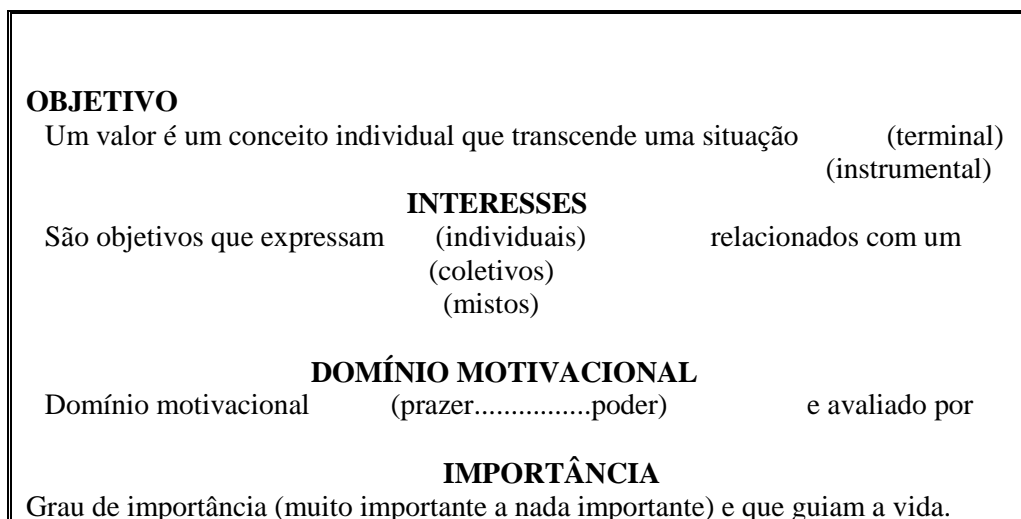 OBJETIVO
Um valor é um conceito individual que transcende uma situação (terminal)
(instrumental)
INTERESSES
São objetivos que expressam (individuais) relacionados com um
(coletivos)
(mistos)
DOMÍNIO MOTIVACIONAL
Domínio motivacional (prazer................poder) e avaliado por
IMPORTÂNCIA
Grau de importância (muito importante a nada importante) e que guiam a vida.